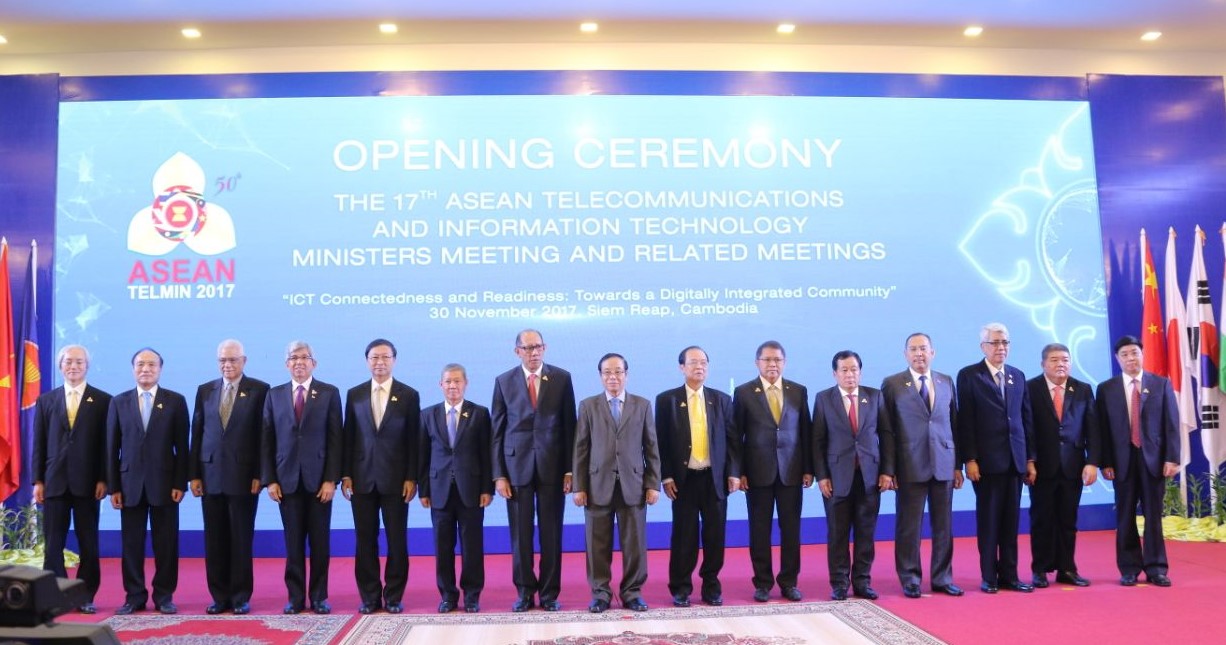 OPENING CEREMONY
THE 17TH ASEAN TELECOMMUNICATIONS
AND INFORMATION TECHNOLOGY
MINISTERS MEETING AND RELATED MEETINGS
"ICT Connectedness and Readiness: Towards a Digitally Integrated Community"
30 November 2017, Siem Reap, Cambodia
50th
ASEAN
TELMIN 2017